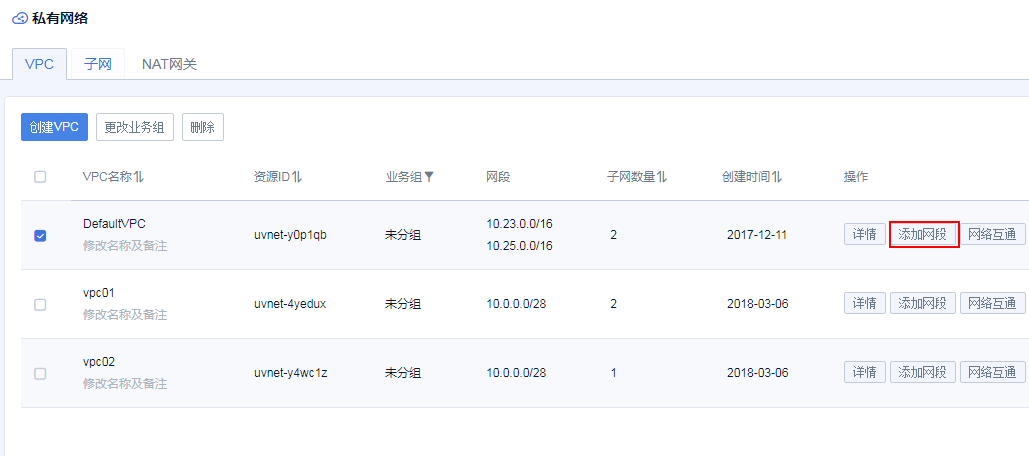 私有网络
VPC 子网 NAT网关
创建VPC 更改业务组 删除
VPC名称 资源ID 业务组 网段 子网数量 创建时间 操作
DefaultVPC
修改名称及备注
uvnet-y0p1qb 未分组
10.23.0.0/16
10.25.0.0/16
2 2017-12-11 详情 添加网段 网络互通
vpc01
修改名称及备注
uvnet-4yedux 未分组 10.0.0.0/28 2 2018-03-06 详情 添加网段 网络互通
vpc02
修改名称及备注
uvnet-y4wc1z 未分组 10.0.0.0/28 1 2018-03-06 详情 添加网段 网络互通